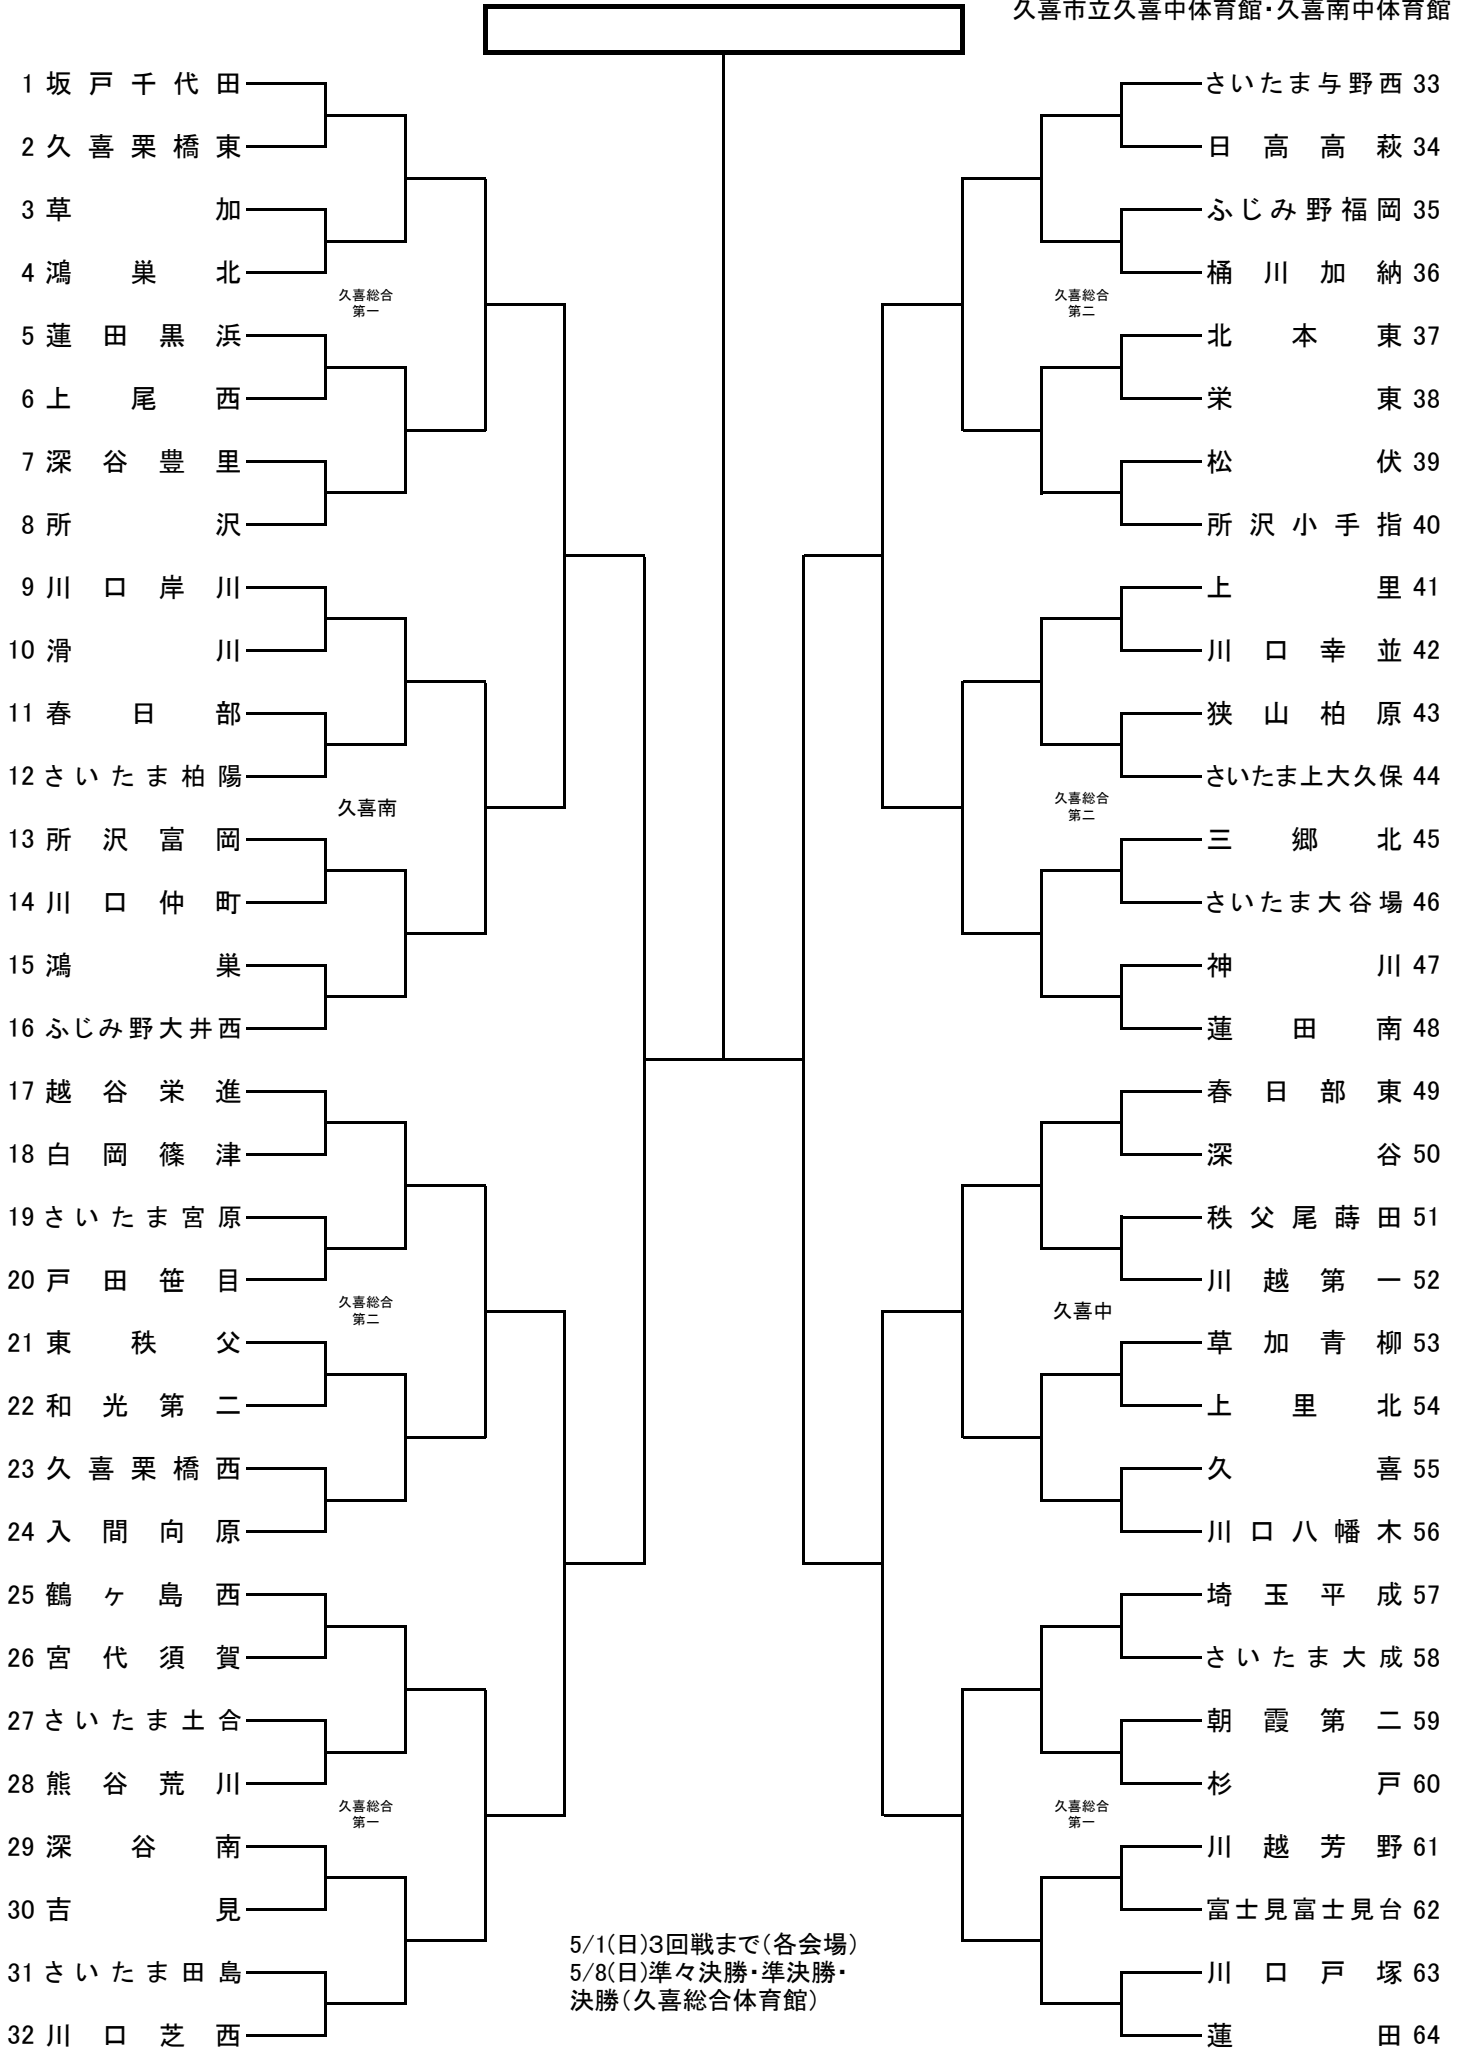 久喜市立久喜中体育館・久喜南中体育館
1 坂戸千代田
2 久喜栗橋東
3 草加
4 鴻巣北
久喜総合
第一
5 蓮田黒浜
6 上尾西
7 深谷豊里
8 所沢
9 川口岸川
10 滑川
11 春日部
12 さいたま柏陽
久喜南
13 所沢富岡
14 川口仲町
15 鴻巣
16 ふじみ野大井西
17 越谷栄進
18 白岡篠津
19 さいたま宮原
20 戸田笹目
久喜総合
第二
21 東秩父
22 和光第二
23 久喜栗橋西
24 入間向原
25 鶴ヶ島西
26 宮代須賀
27 さいたま土合
28 熊谷荒川
久喜総合
第一
29 深谷南
30 吉見
31 さいたま田島
32 川口芝西
さいたま与野西 33
日高高萩 34
ふじみ野福岡 35
桶川加納 36
久喜総合
第二
北本東 37
栄東 38
松伏 39
所沢小手指 40
上里 41
川口幸並 42
狭山柏原 43
さいたま上大久保 44
久喜総合
第二
三郷北 45
さいたま大谷場 46
神川 47
蓮田南 48
春日部東 49
深谷 50
秩父尾蒔田 51
川越第一 52
久喜中
草加青柳 53
上里北 54
久喜 55
川口八幡木 56
埼玉平成 57
さいたま大成 58
朝霞第二 59
杉戸 60
久喜総合
第一
川越芳野 61
富士見富士見台 62
川口戸塚 63
蓮田 64
5/1(日)3回戦まで(各会場)
5/8(日)準々決勝・準決勝・
決勝(久喜総合体育館)